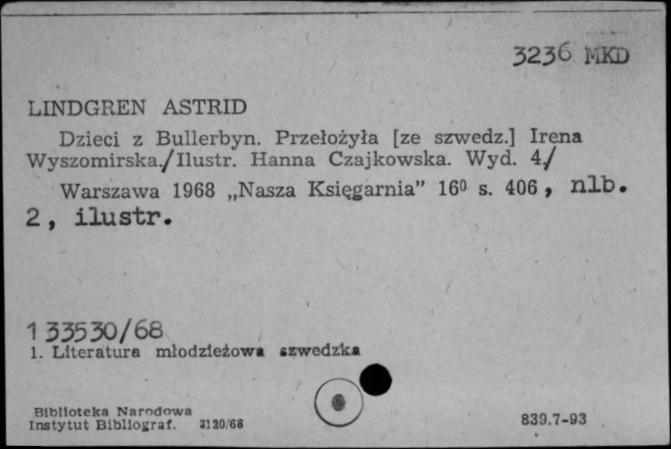 3236 MKD
LINDGREN ASTRID
Dzieci z Bullerbyn. Przełożyła [ze szwedz.] Irena
Wyszomirska./Ilustr. Hanna Czajkowska. Wyd. 4/
Warszawa 1968 „Nasza Księgarnia” 16⁰ s. 406, nlb.
2, ilustr.
133530/68
1. Literatura młodzieżowa szwedzka
Biblioteka Narodowa
Instytut Bibliograf. 3120/68
839.7-93